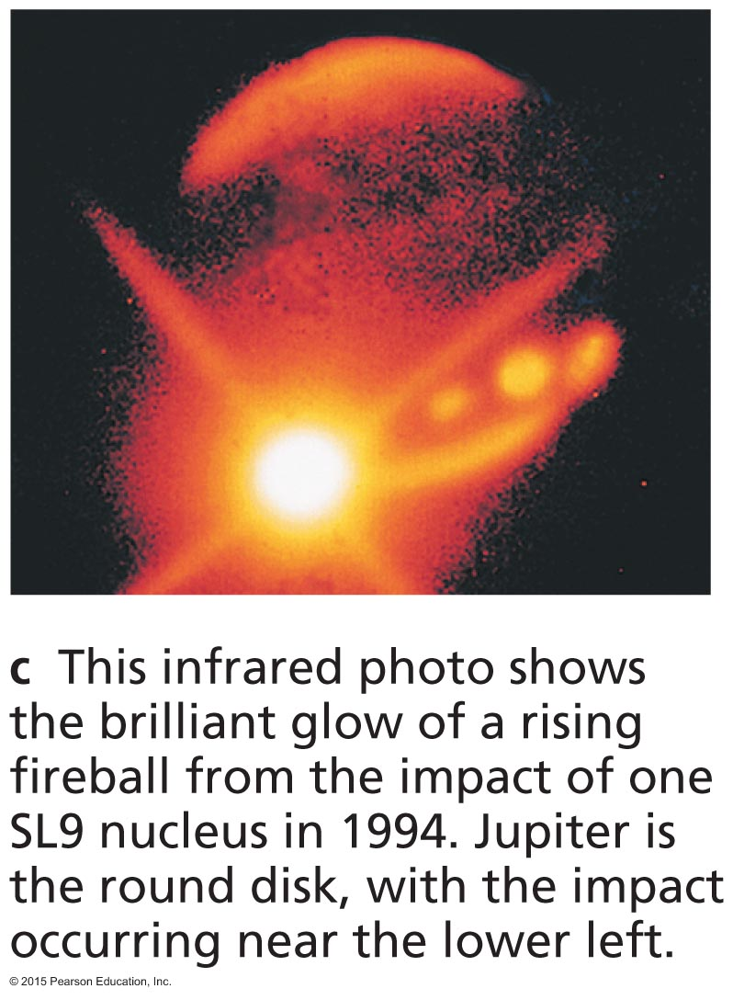 c This infrared photo shows
the brilliant glow of a rising
fireball from the impact of one
SL9 nucleus in 1994. Jupiter is
the round disk, with the impact
occurring near the lower left.
© 2015 Pearson Education, Inc.